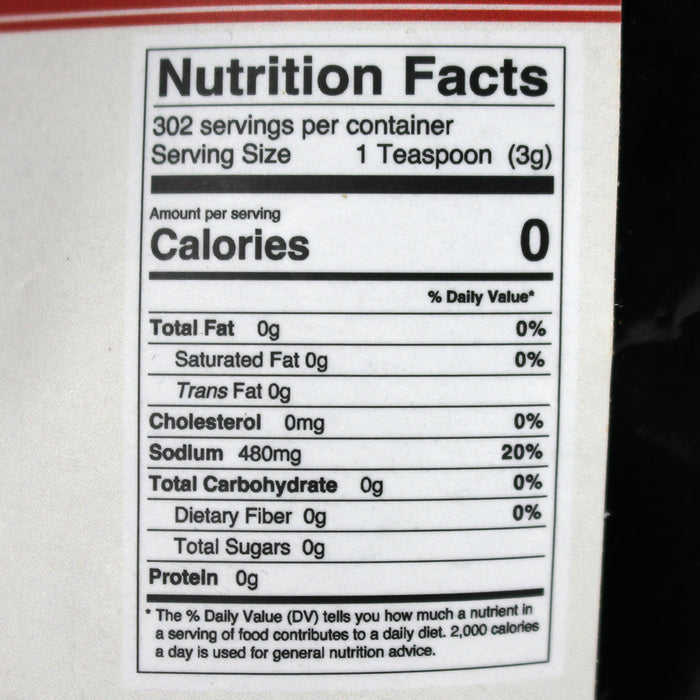 Nutrition Facts
302 servings per container
Serving Size 1 Teaspoon (3g)
Amount per serving
Calories 0
% Daily Value*
Total Fat 0g 0%
Saturated Fat 0g 0%
Trans Fat 0g
Cholesterol 0mg 0%
Sodium 480mg 20%
Total Carbohydrate 0g 0%
Dietary Fiber 0g 0%
Total Sugars 0g
Protein 0g
* The % Daily Value (DV) tells you how much a nutrient in
a serving of food contributes to a daily diet. 2,000 calories
a day is used for general nutrition advice.